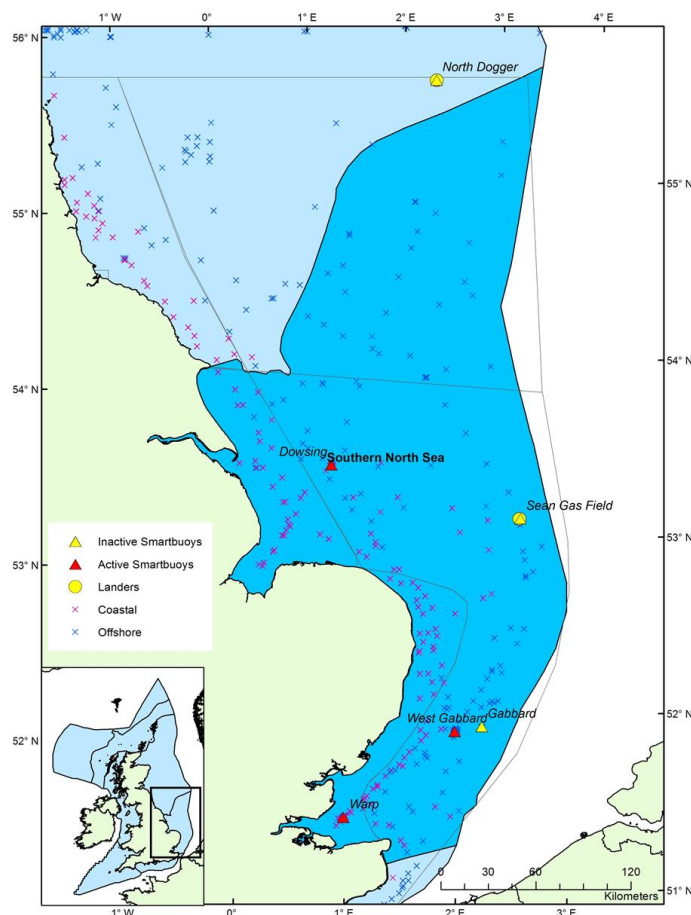 1° W 0° 1° E 2° E 3° E 4° E
56° N
North Dogger
55° N 55° N
54° N 54° N
Dowsing Southern North Sea
Sean Gas Field
Inactive Smartbuoys
Active Smartbuoys
Landers
Coastal
Offshore
53° N 53° N
West Gabbard Gabbard
52° N 52° N
Warp
0 30 60 90 120
Kilometers
51° N
1° W 0° 1° E 2° E 3° E